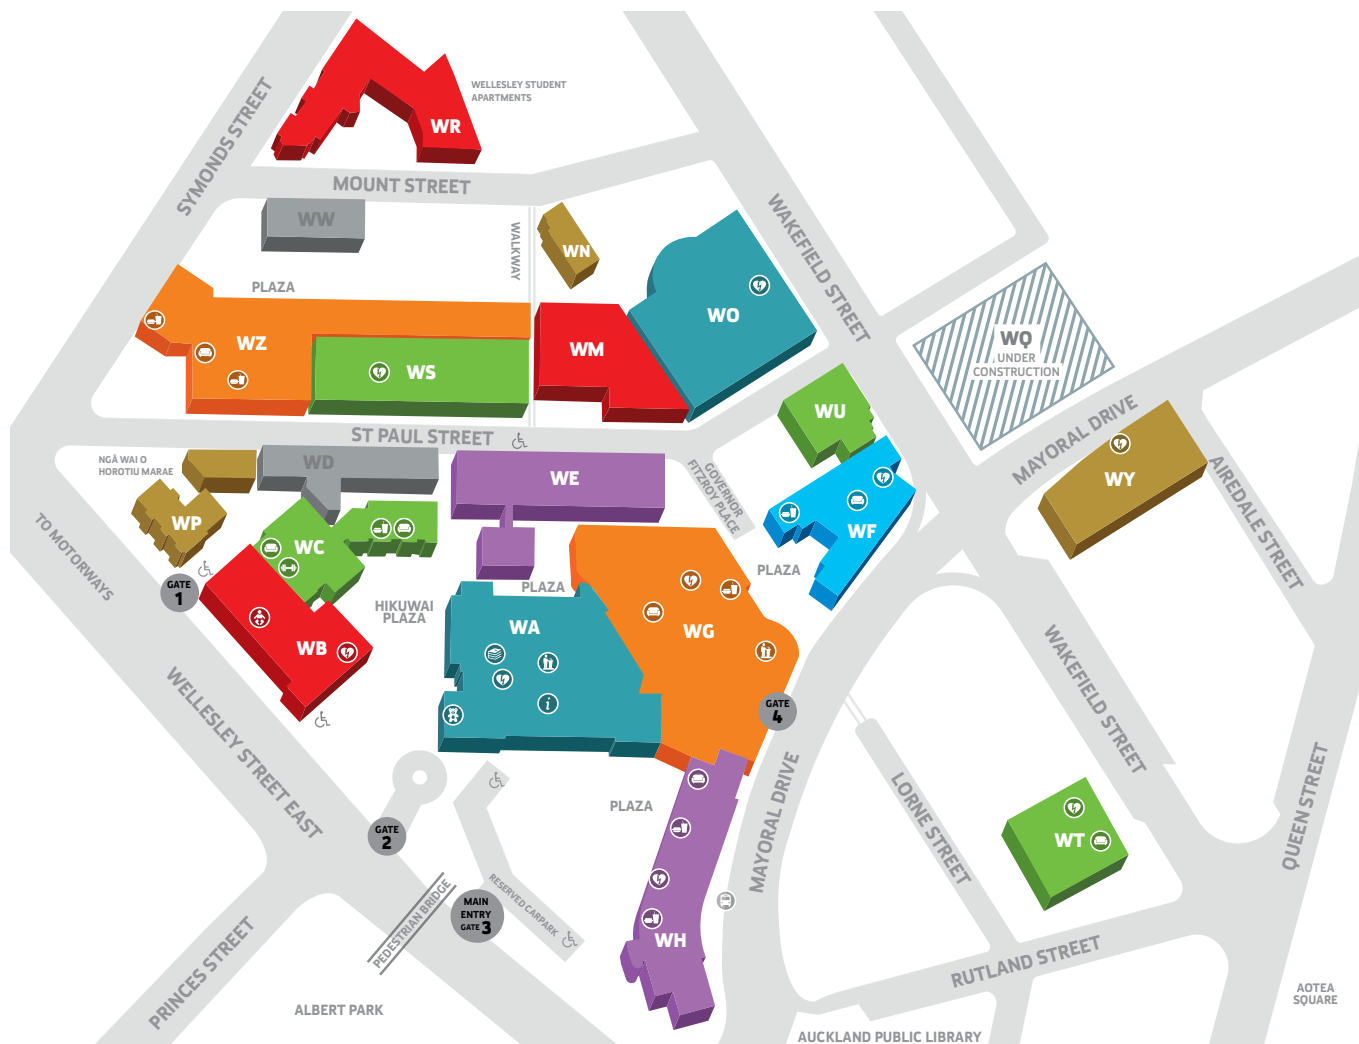 WELLESLEY STUDENT
APARTMENTS
WR
SYMONDS STREET
MOUNT STREET
WW
WALKWAY
WN
WAKEFIELD STREET
PLAZA
WO
WZ
WM
WS
WQ
UNDER
CONSTRUCTION
WU
MAYORAL DRIVE
ST PAUL STREET
NGĀ WAI O
HOROTIU MARAE
WD
WE
GOVERNOR
FITZROY PLACE
WY
AIREDALE STREET
WP
WC
WF
TO MOTORWAYS
GATE
1
PLAZA
PLAZA
HIKUWAI
PLAZA
WA
WG
WB
i
WAKEFIELD STREET
GATE
4
WELLESLEY STREET EAST
MAYORAL DRIVE
LORNE STREET
QUEEN STREET
PLAZA
GATE
2
WT
RESERVED CARPARK
PEDESTRIAN BRIDGE
MAIN
ENTRY
GATE 3
WH
PRINCES STREET
RUTLAND STREET
ALBERT PARK
AOTEA
SQUARE
AUCKLAND PUBLIC LIBRARY